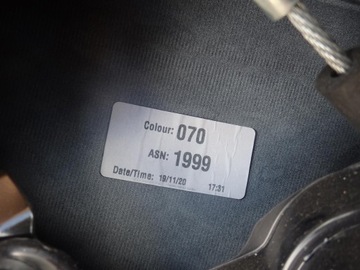 Colour: 070
ASN: 1999
Date/Time: 19/11/20 17:31